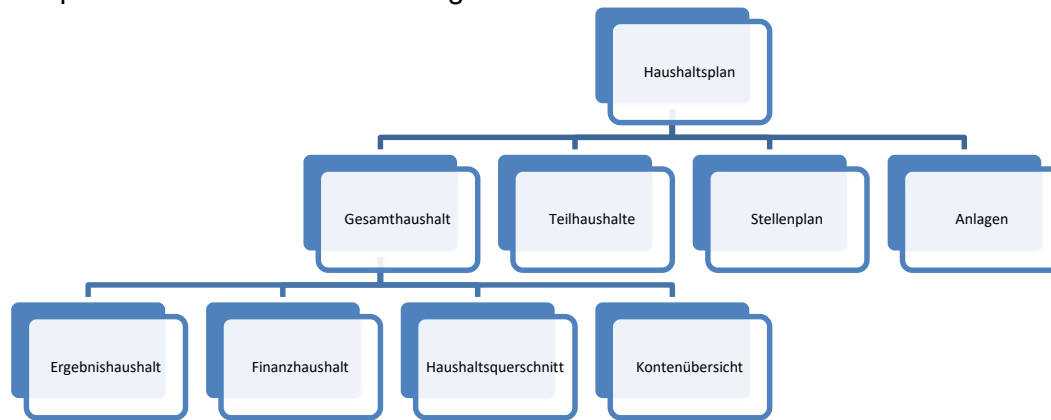 Haushaltsplan
Gesamthaushalt
Teilhaushalte
Stellenplan
Anlagen
Ergebnishaushalt
Finanzhaushalt
Haushaltsquerschnitt
Kontenübersicht